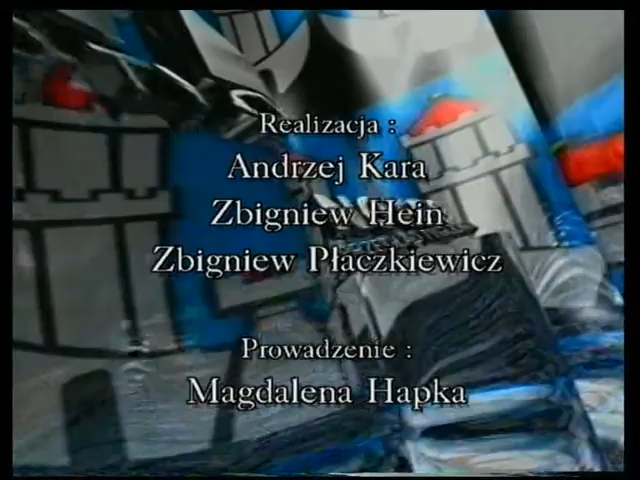 Realizacja :
Andrzej Kara
Zbigniew Hein
Zbigniew Płaczkiewicz
Prowadzenie :
Magdalena Hapka